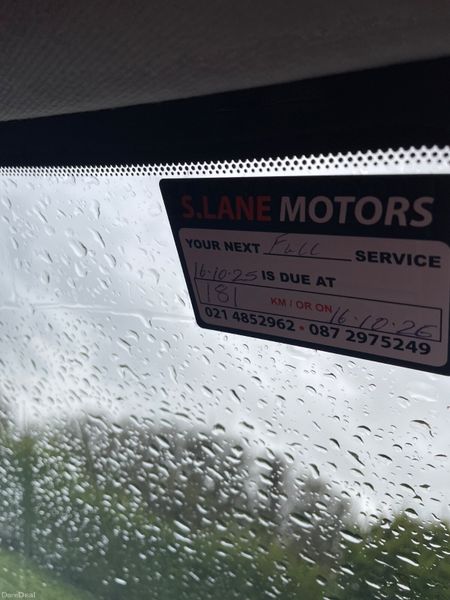 S.LANE MOTORS
YOUR NEXT Full SERVICE
16.10.25 IS DUE AT
181 KM / OR ON 16.10.26
021 4852962 • 087 2975249
DoneDeal